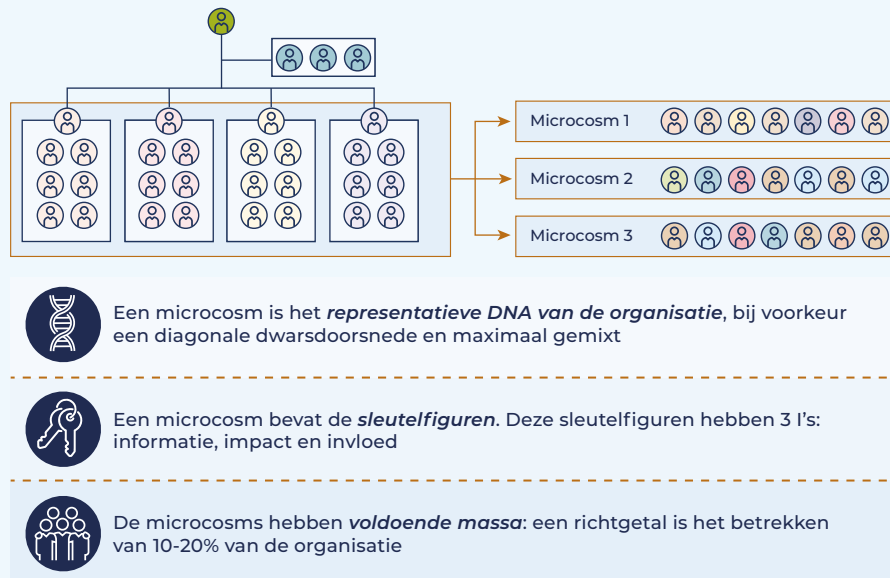 Microcosm 1
Microcosm 2
Microcosm 3
Een microcosm is het representatieve DNA van de organisatie, bij voorkeur
een diagonale dwarsdoorsnede en maximaal gemixt
Een microcosm bevat de sleutelfiguren. Deze sleutelfiguren hebben 3 I's:
informatie, impact en invloed
De microcosms hebben voldoende massa: een richtgetal is het betrekken
van 10-20% van de organisatie